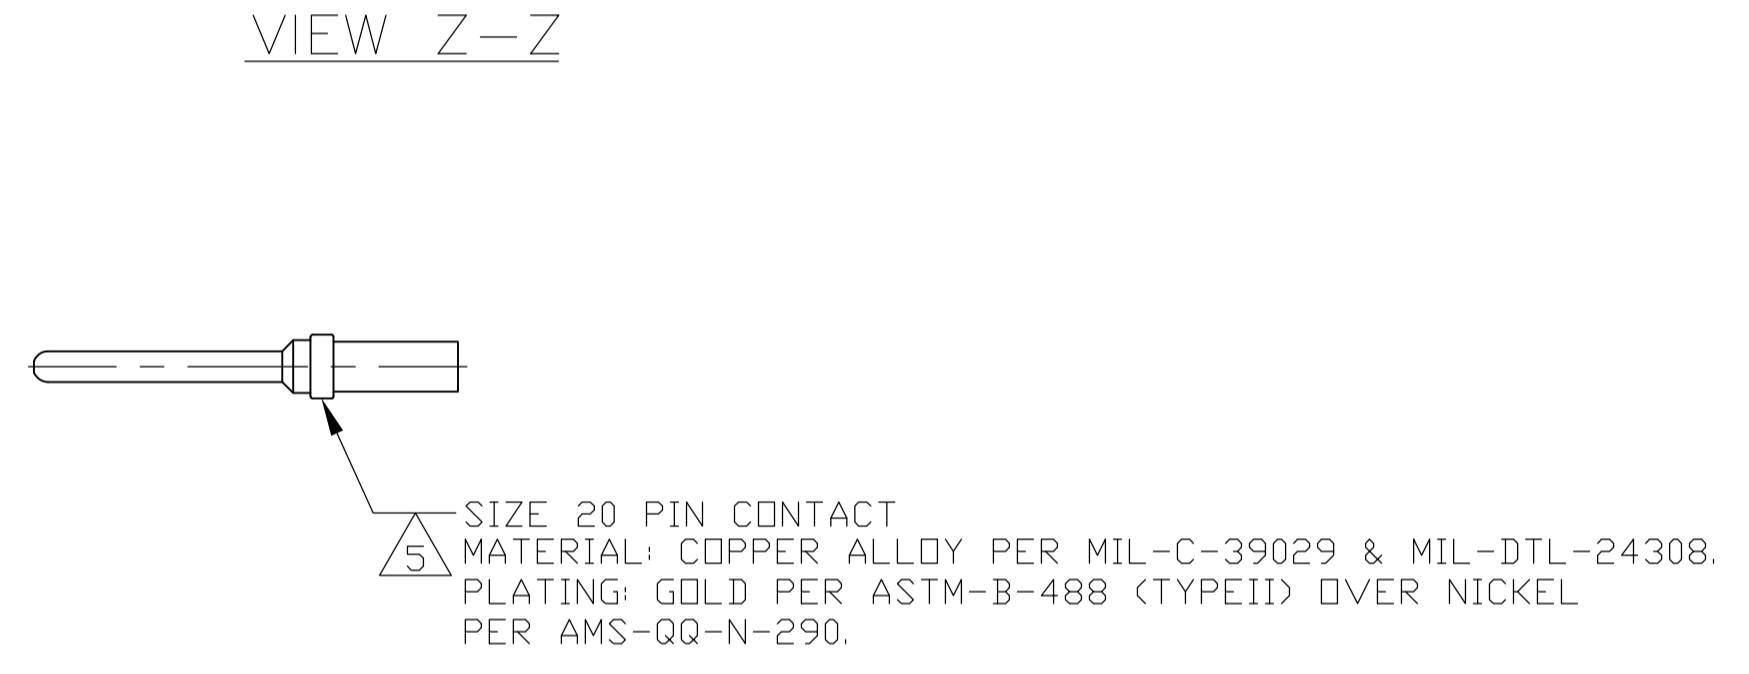 VIEW Z-Z
SIZE 20 PIN CONTACT
5
MATERIAL: COPPER ALLOY PER MIL-C-39029 & MIL-DTL-24308.
PLATING: GOLD PER ASTM-B-488 (TYPEII) OVER NICKEL
PER AMS-QQ-N-290.